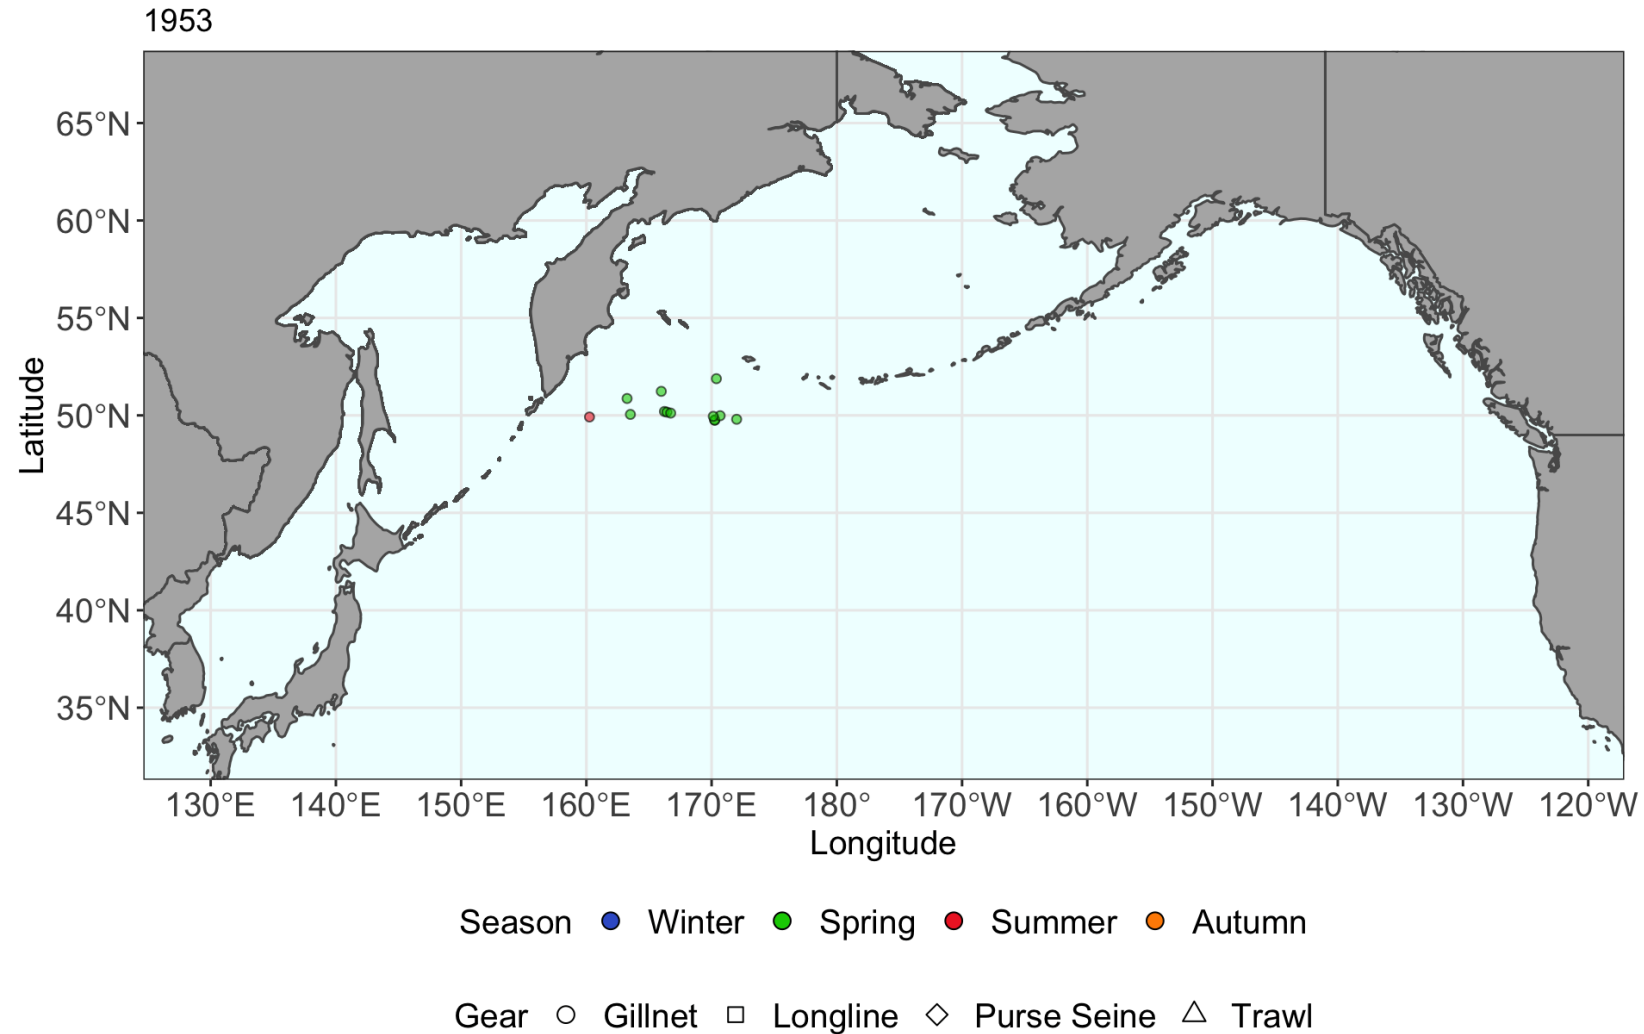 1953
65°N
60°N
55°N
50°N
45°N
40°N
35°N
Latitude
130°E 140°E 150°E 160°E 170°E 180° 170°W 160°W 150°W 140°W 130°W 120°W
Longitude
Season Winter Spring Summer Autumn
Gear Gillnet Longline Purse Seine Trawl